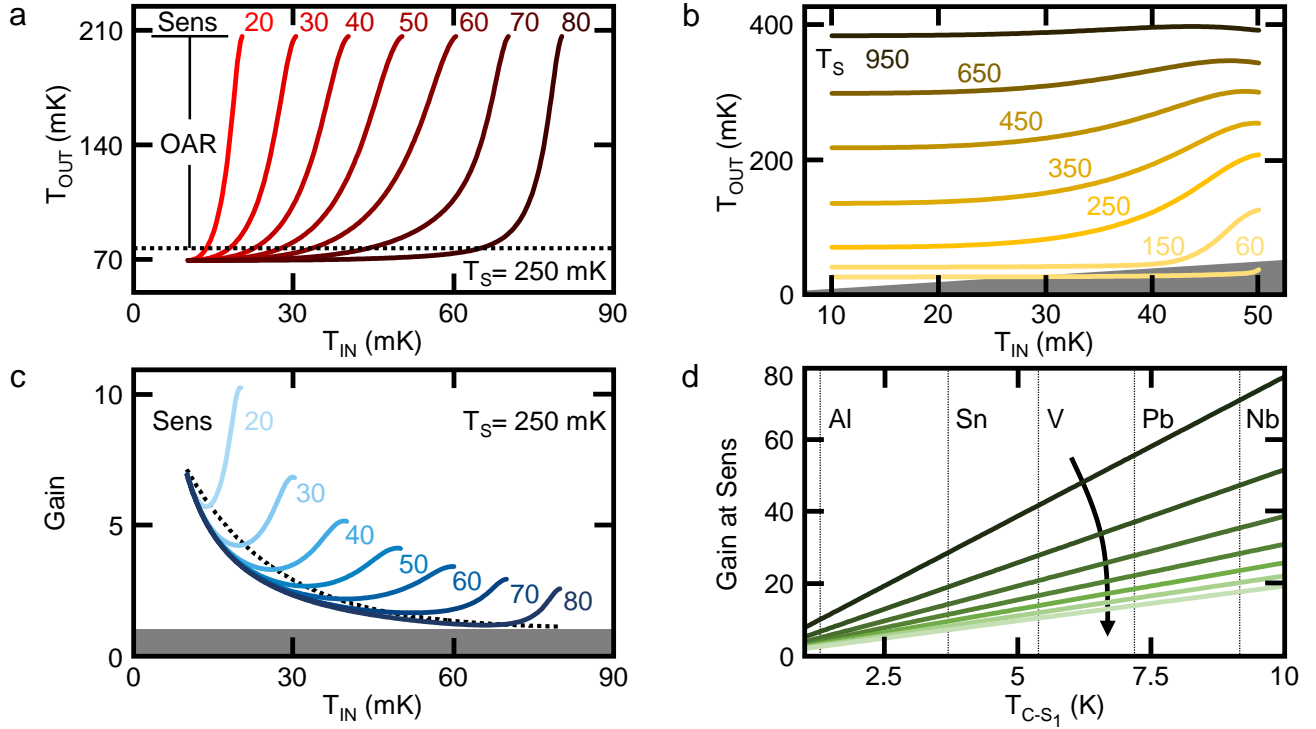 a
Sens 20 30 40 50 60 70 80
210
140
70
T_OUT (mK)
OAR
T_S= 250 mK
0 30 60 90
T_IN (mK)
b
400
200
0
T_OUT (mK)
T_S 950
650
450
350
250
150 60
10 20 30 40 50
T_IN (mK)
c
10
5
0
Gain
Sens 20
T_S= 250 mK
30
40
50
60
70
80
0 30 60 90
T_IN (mK)
d
80
60
40
20
0
Gain at Sens
Al Sn V Pb Nb
2.5 5 7.5 10
T_C-S_1 (K)